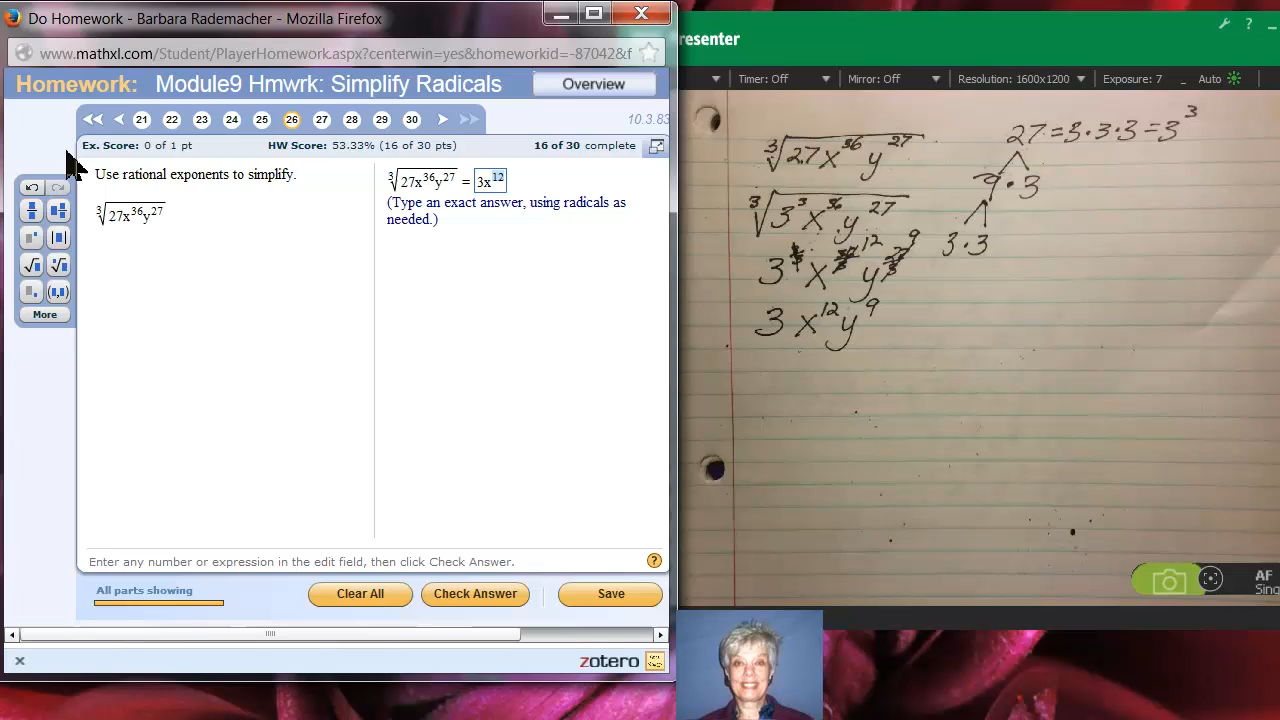 Do Homework - Barbara Rademacher - Mozilla Firefox
www.mathxl.com/Student/PlayerHomework.aspx?centerwin=yes&homeworkid=-87042&f
Homework: Module9 Hmwrk: Simplify Radicals Overview
21 22 23 24 25 26 27 28 29 30 10.3.83
Ex. Score: 0 of 1 pt HW Score: 53.33% (16 of 30 pts) 16 of 30 complete
Use rational exponents to simplify.
∛(27x³⁶y²⁷)
More
∛(27x³⁶y²⁷) = 3x¹²
(Type an exact answer, using radicals as
needed.)
Enter any number or expression in the edit field, then click Check Answer.
All parts showing
Clear All Check Answer Save
zotero
resenter
Timer: Off Mirror: Off Resolution: 1600x1200 Exposure: 7 Auto
∛(27x³⁶y²⁷)
∛(3³x³⁶·y²⁷)
3 x¹² y⁹
3 x¹² y⁹
27 = 3·3·3 = 3³
9·3
3·3
AF
Sing